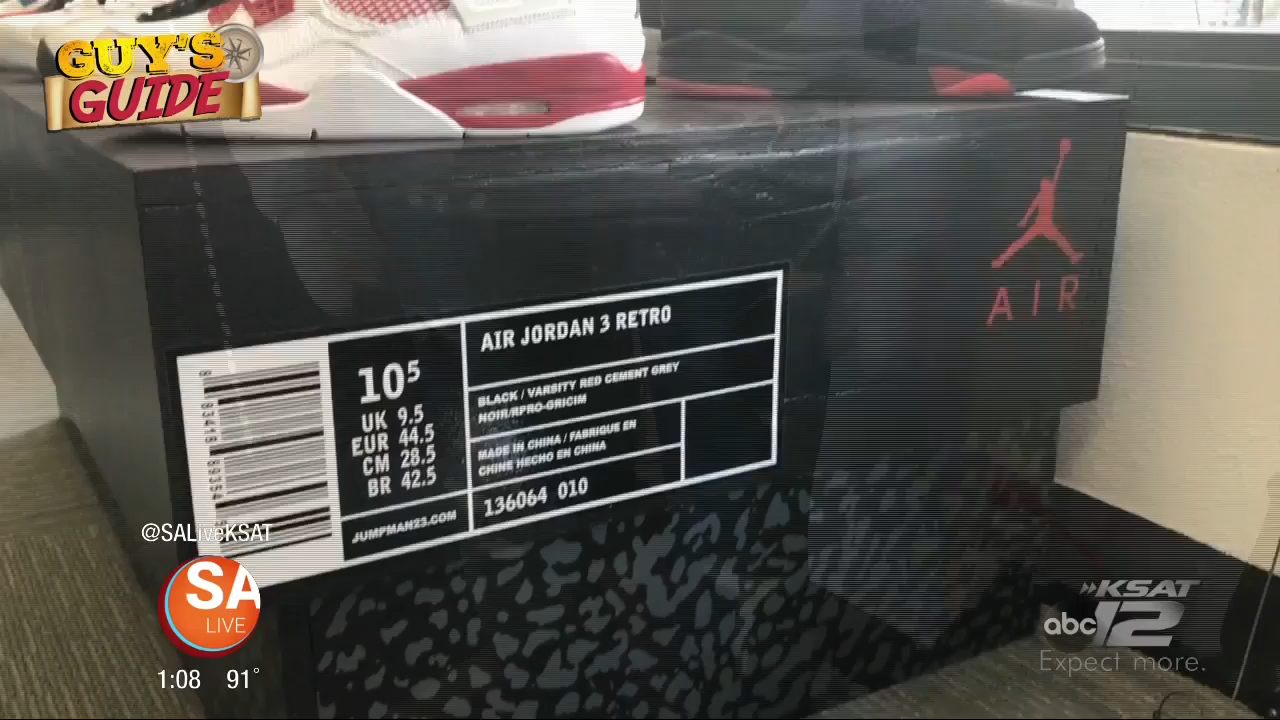 GUY'S
GUIDE
AIR
AIR JORDAN 3 RETRO
10⁵
UK 9.5
EUR 44.5
CM 28.5
BR 42.5
BLACK / VARSITY RED CEMENT GREY
NOIR/RPRO-GRICIM
MADE IN CHINA / FABRIQUE EN
CHINE HECHO EN CHINA
136064 010
JUMPMAN23.COM
@SALiveKSAT
SA
LIVE
1:08 91°
KSAT
abc 12
Expect more.